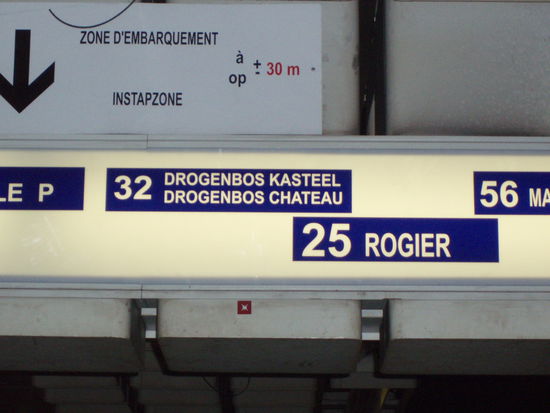 ZONE D'EMBARQUEMENT
à
op
+
-
30 m
INSTAPZONE
LE P
32 DROGENBOS KASTEEL
DROGENBOS CHATEAU
56 MA
25 ROGIER